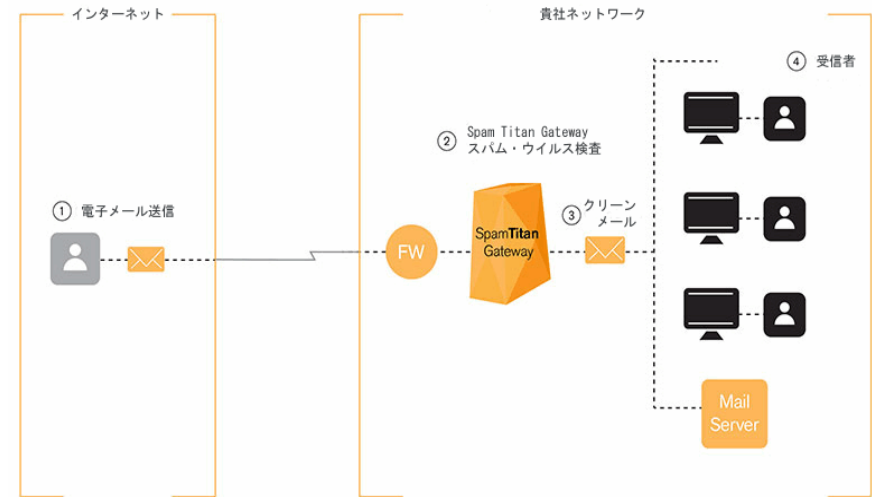 インターネット
貴社ネットワーク
④ 受信者
② Spam Titan Gateway
スパム・ウイルス検査
① 電子メール送信
③ クリーン
メール
FW
SpamTitan
Gateway
Mail
Server